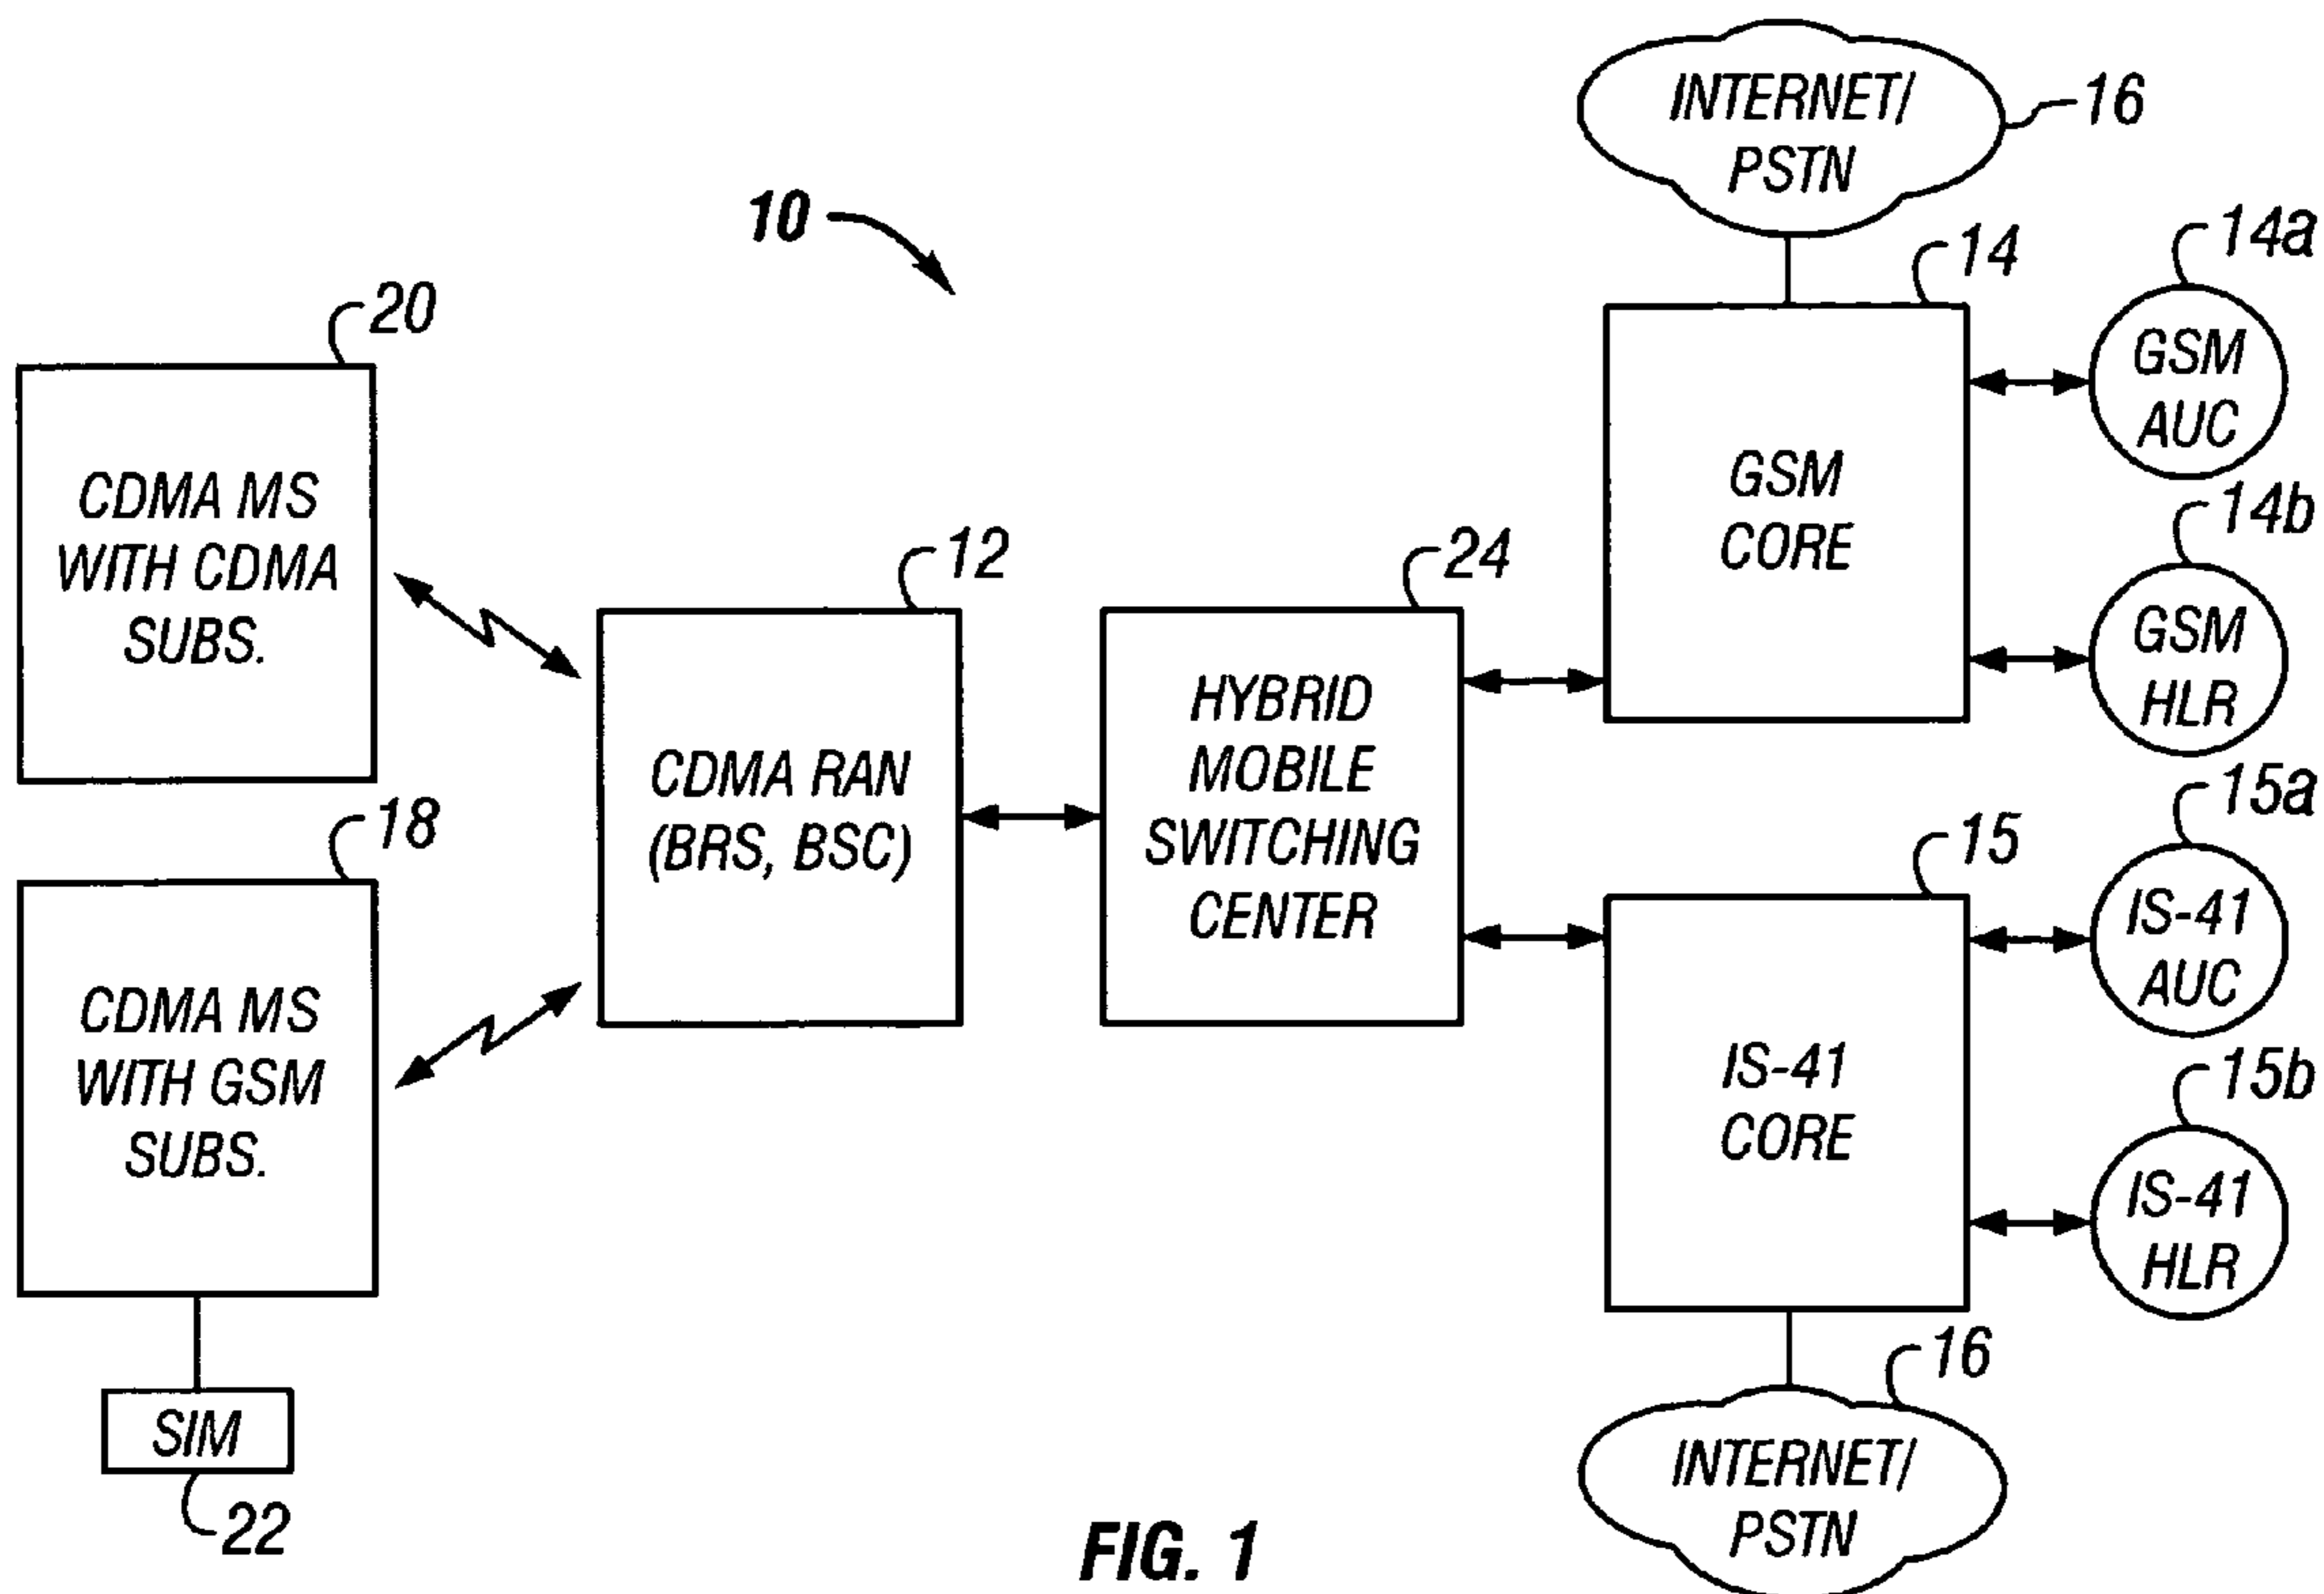 INTERNET/
PSTN
16
10
14
14a
GSM
AUC
20
GSM
CORE
14b
GSM
HLR
CDMA MS
WITH CDMA
SUBS.
12
24
CDMA RAN
(BRS, BSC)
HYBRID
MOBILE
SWITCHING
CENTER
18
CDMA MS
WITH GSM
SUBS.
15
15a
IS-41
AUC
IS-41
CORE
15b
IS-41
HLR
SIM
22
16
INTERNET/
PSTN
FIG. 1